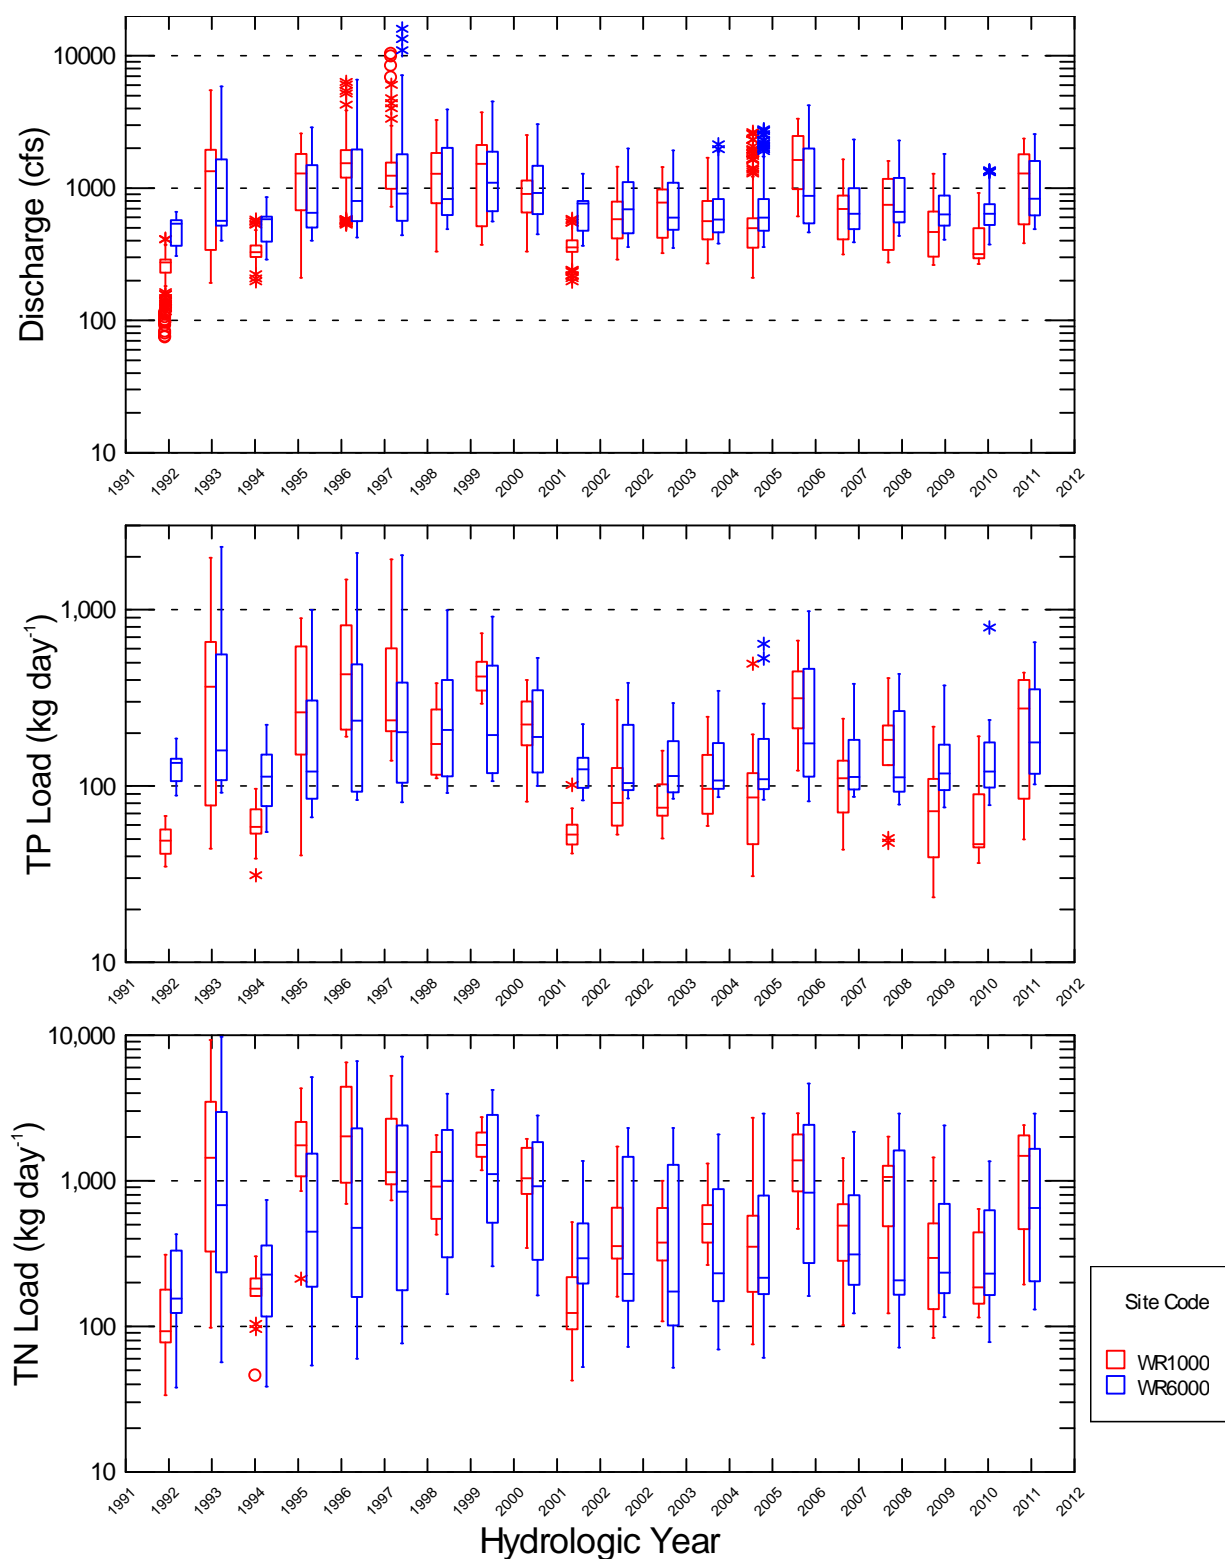 Discharge (cfs)
10000
1000
100
10
1991 1992 1993 1994 1995 1996 1997 1998 1999 2000 2001 2002 2002 2003 2004 2005 2006 2007 2008 2009 2010 2011 2012
TP Load (kg day⁻¹)
1,000
100
10
1991 1992 1993 1994 1995 1996 1997 1998 1999 2000 2001 2002 2002 2003 2004 2005 2006 2007 2008 2009 2010 2011 2012
TN Load (kg day⁻¹)
10,000
1,000
100
10
1991 1992 1993 1994 1995 1996 1997 1998 1999 2000 2001 2002 2002 2003 2004 2005 2006 2007 2008 2009 2010 2011 2012
Hydrologic Year
Site Code
WR1000
WR6000